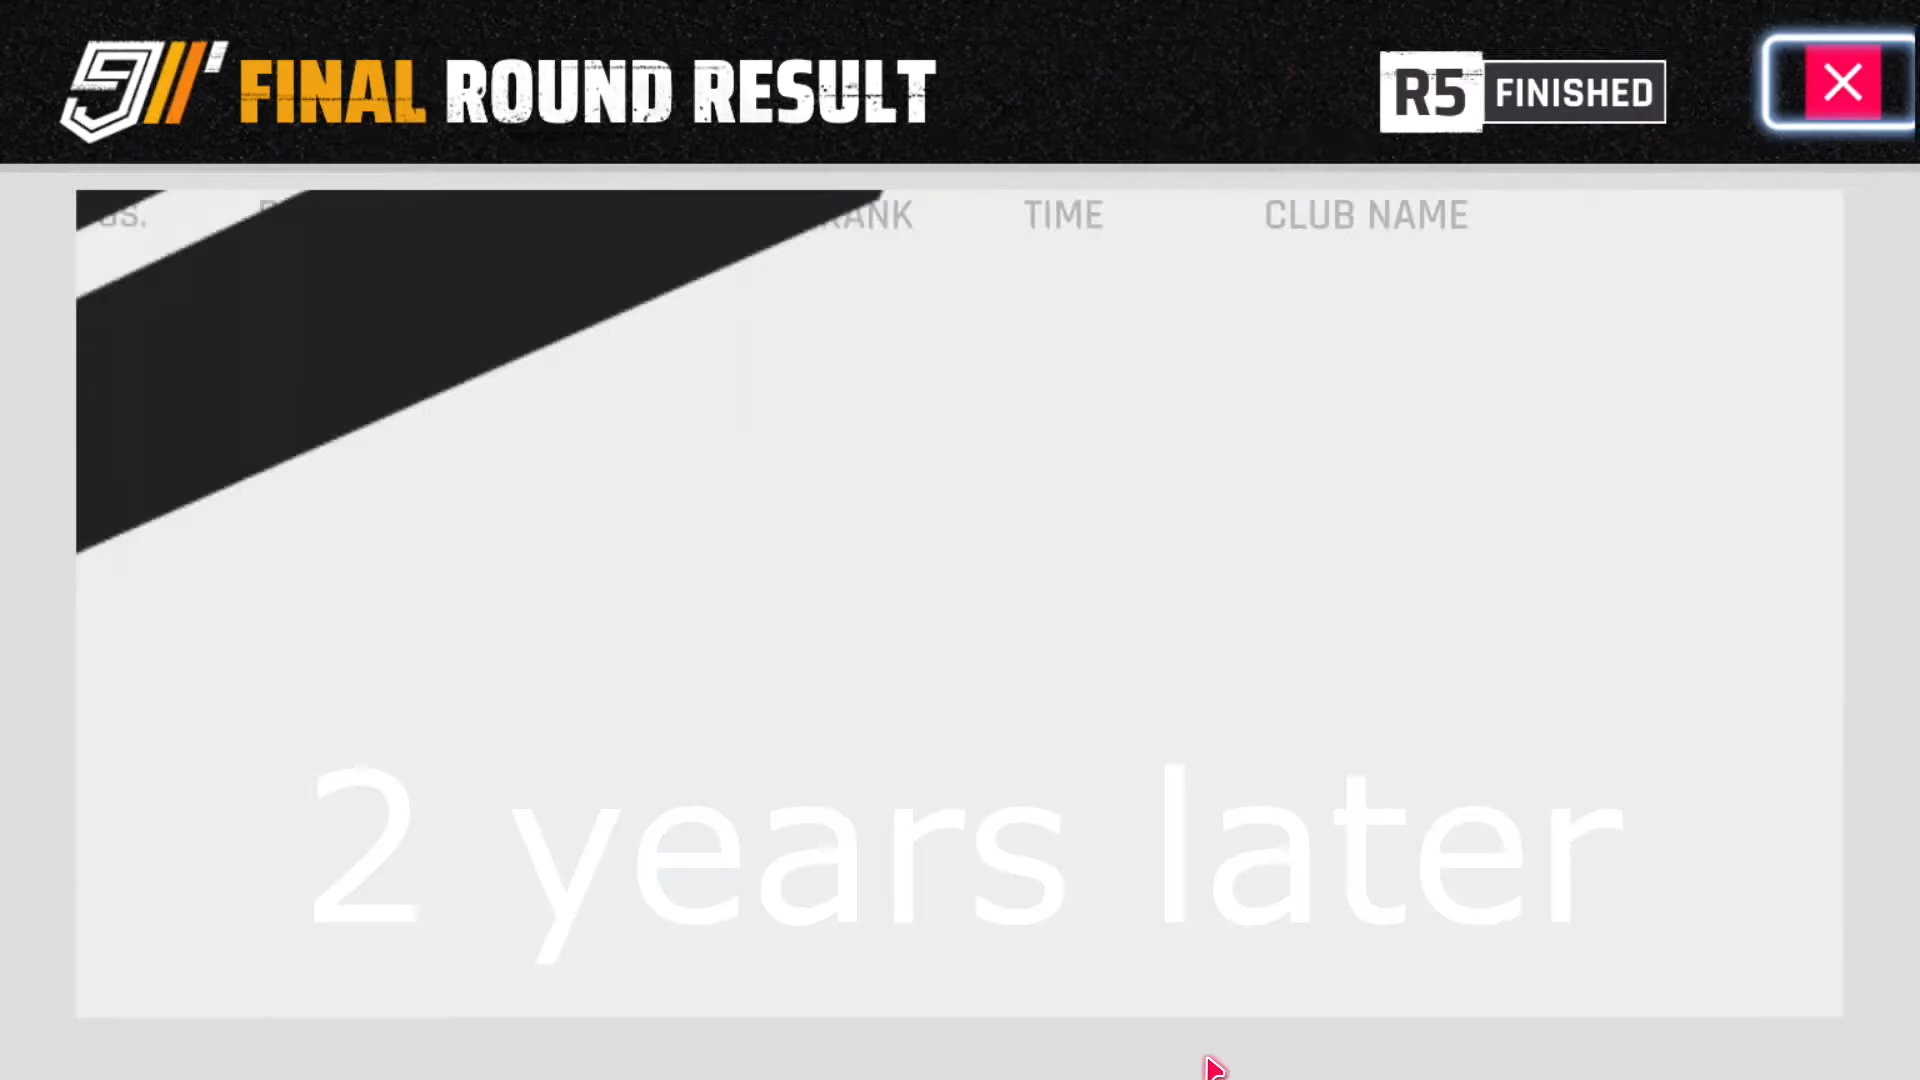 FINAL ROUND RESULT
R5 FINISHED
TIME CLUB NAME
2 years later